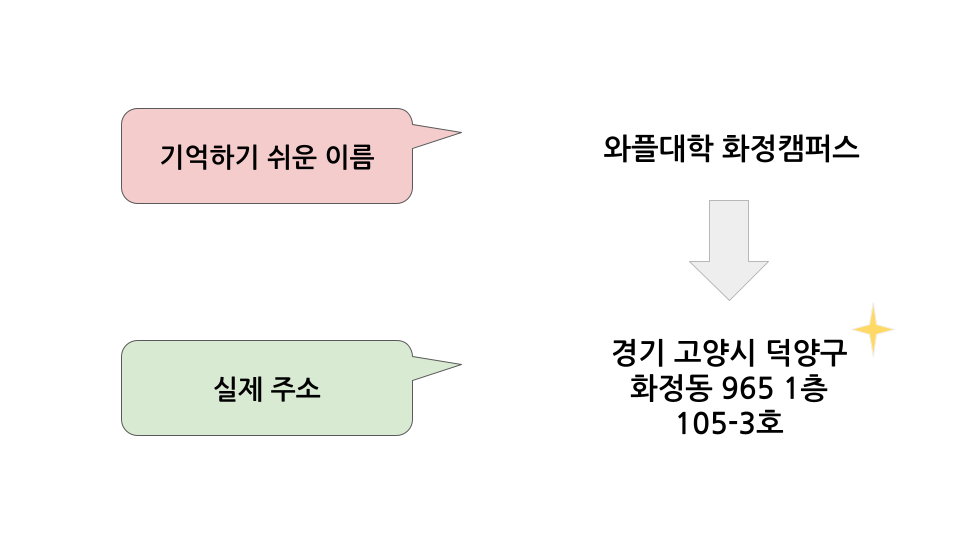 기억하기 쉬운 이름
와플대학 화정캠퍼스
실제 주소
경기 고양시 덕양구
화정동 965 1층
105-3호